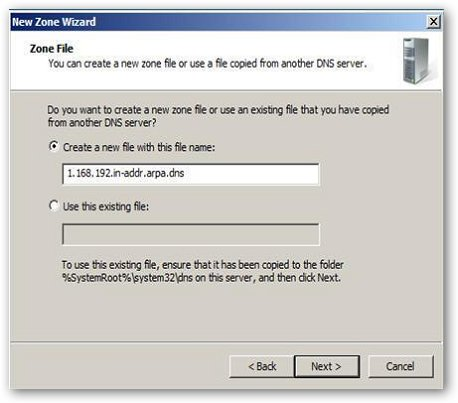 New Zone Wizard
Zone File
You can create a new zone file or use a file copied from another DNS server.
Do you want to create a new zone file or use an existing file that you have copied
from another DNS server?
Create a new file with this file name:
1.168.192.in-addr.arpa.dns
Use this existing file:
To use this existing file, ensure that it has been copied to the folder
%SystemRoot%\system32\dns on this server, and then click Next.
< Back Next > Cancel